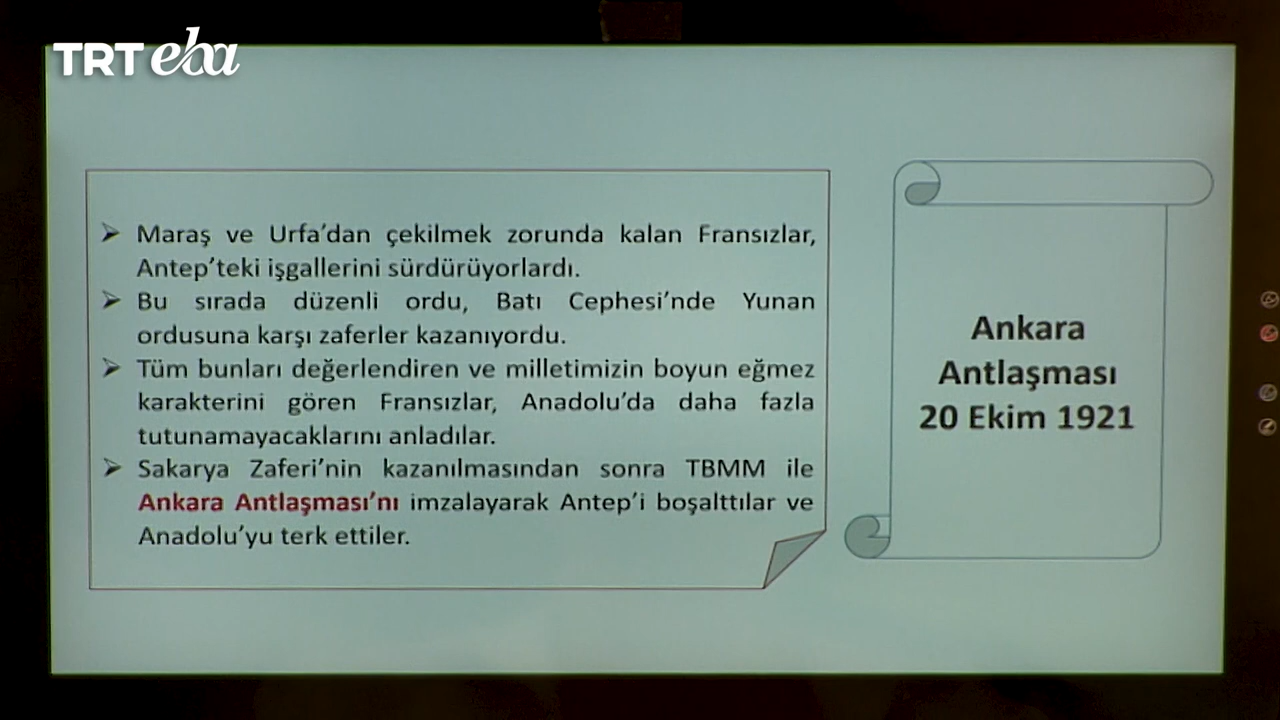 TRT eba
➢ Maraş ve Urfa'dan çekilmek zorunda kalan Fransızlar,
Antep'teki işgallerini sürdürüyorlardı.
➢ Bu sırada düzenli ordu, Batı Cephesi'nde Yunan
ordusuna karşı zaferler kazanıyordu.
➢ Tüm bunları değerlendiren ve milletimizin boyun eğmez
karakterini gören Fransızlar, Anadolu'da daha fazla
tutunamayacaklarını anladılar.
➢ Sakarya Zaferi'nin kazanılmasından sonra TBMM ile
Ankara Antlaşması'nı imzalayarak Antep'i boşalttılar ve
Anadolu'yu terk ettiler.
Ankara
Antlaşması
20 Ekim 1921